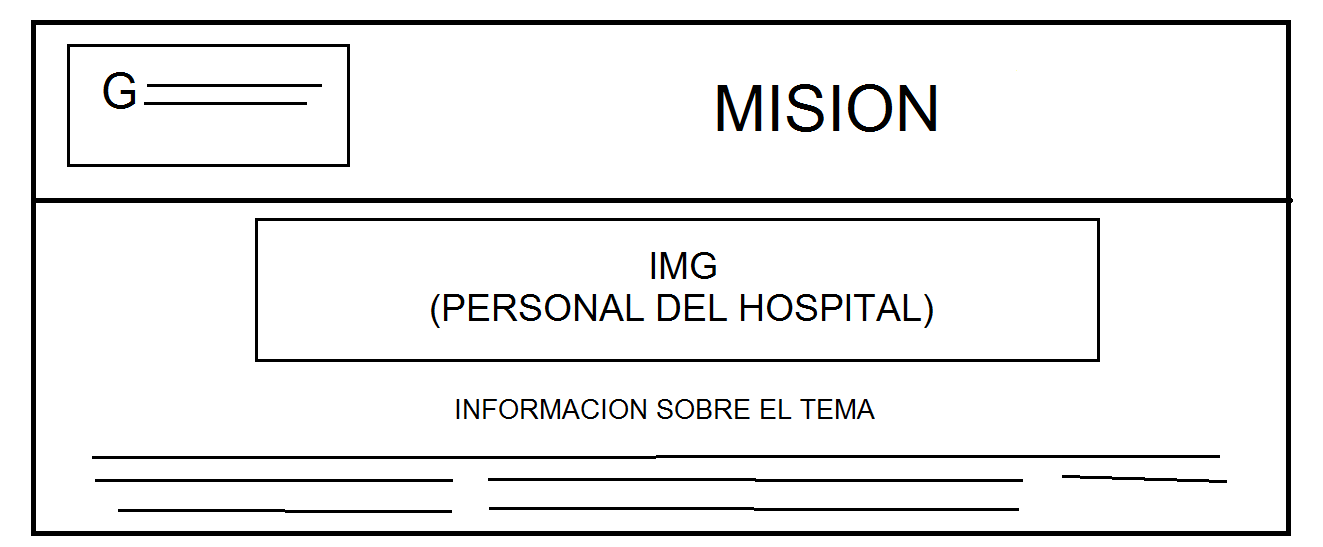 G
MISION
IMG
(PERSONAL DEL HOSPITAL)
INFORMACION SOBRE EL TEMA